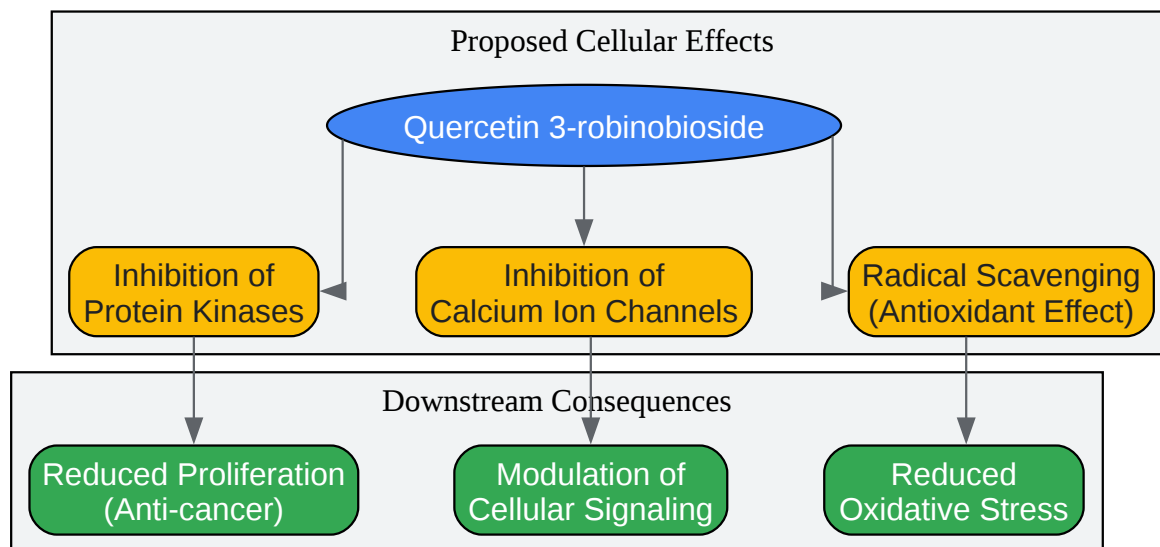 Proposed Cellular Effects
Quercetin 3-robinobioside
Inhibition of
Protein Kinases
Inhibition of
Calcium Ion Channels
Radical Scavenging
(Antioxidant Effect)
Downstream Consequences
Reduced Proliferation
(Anti-cancer)
Modulation of
Cellular Signaling
Reduced
Oxidative Stress